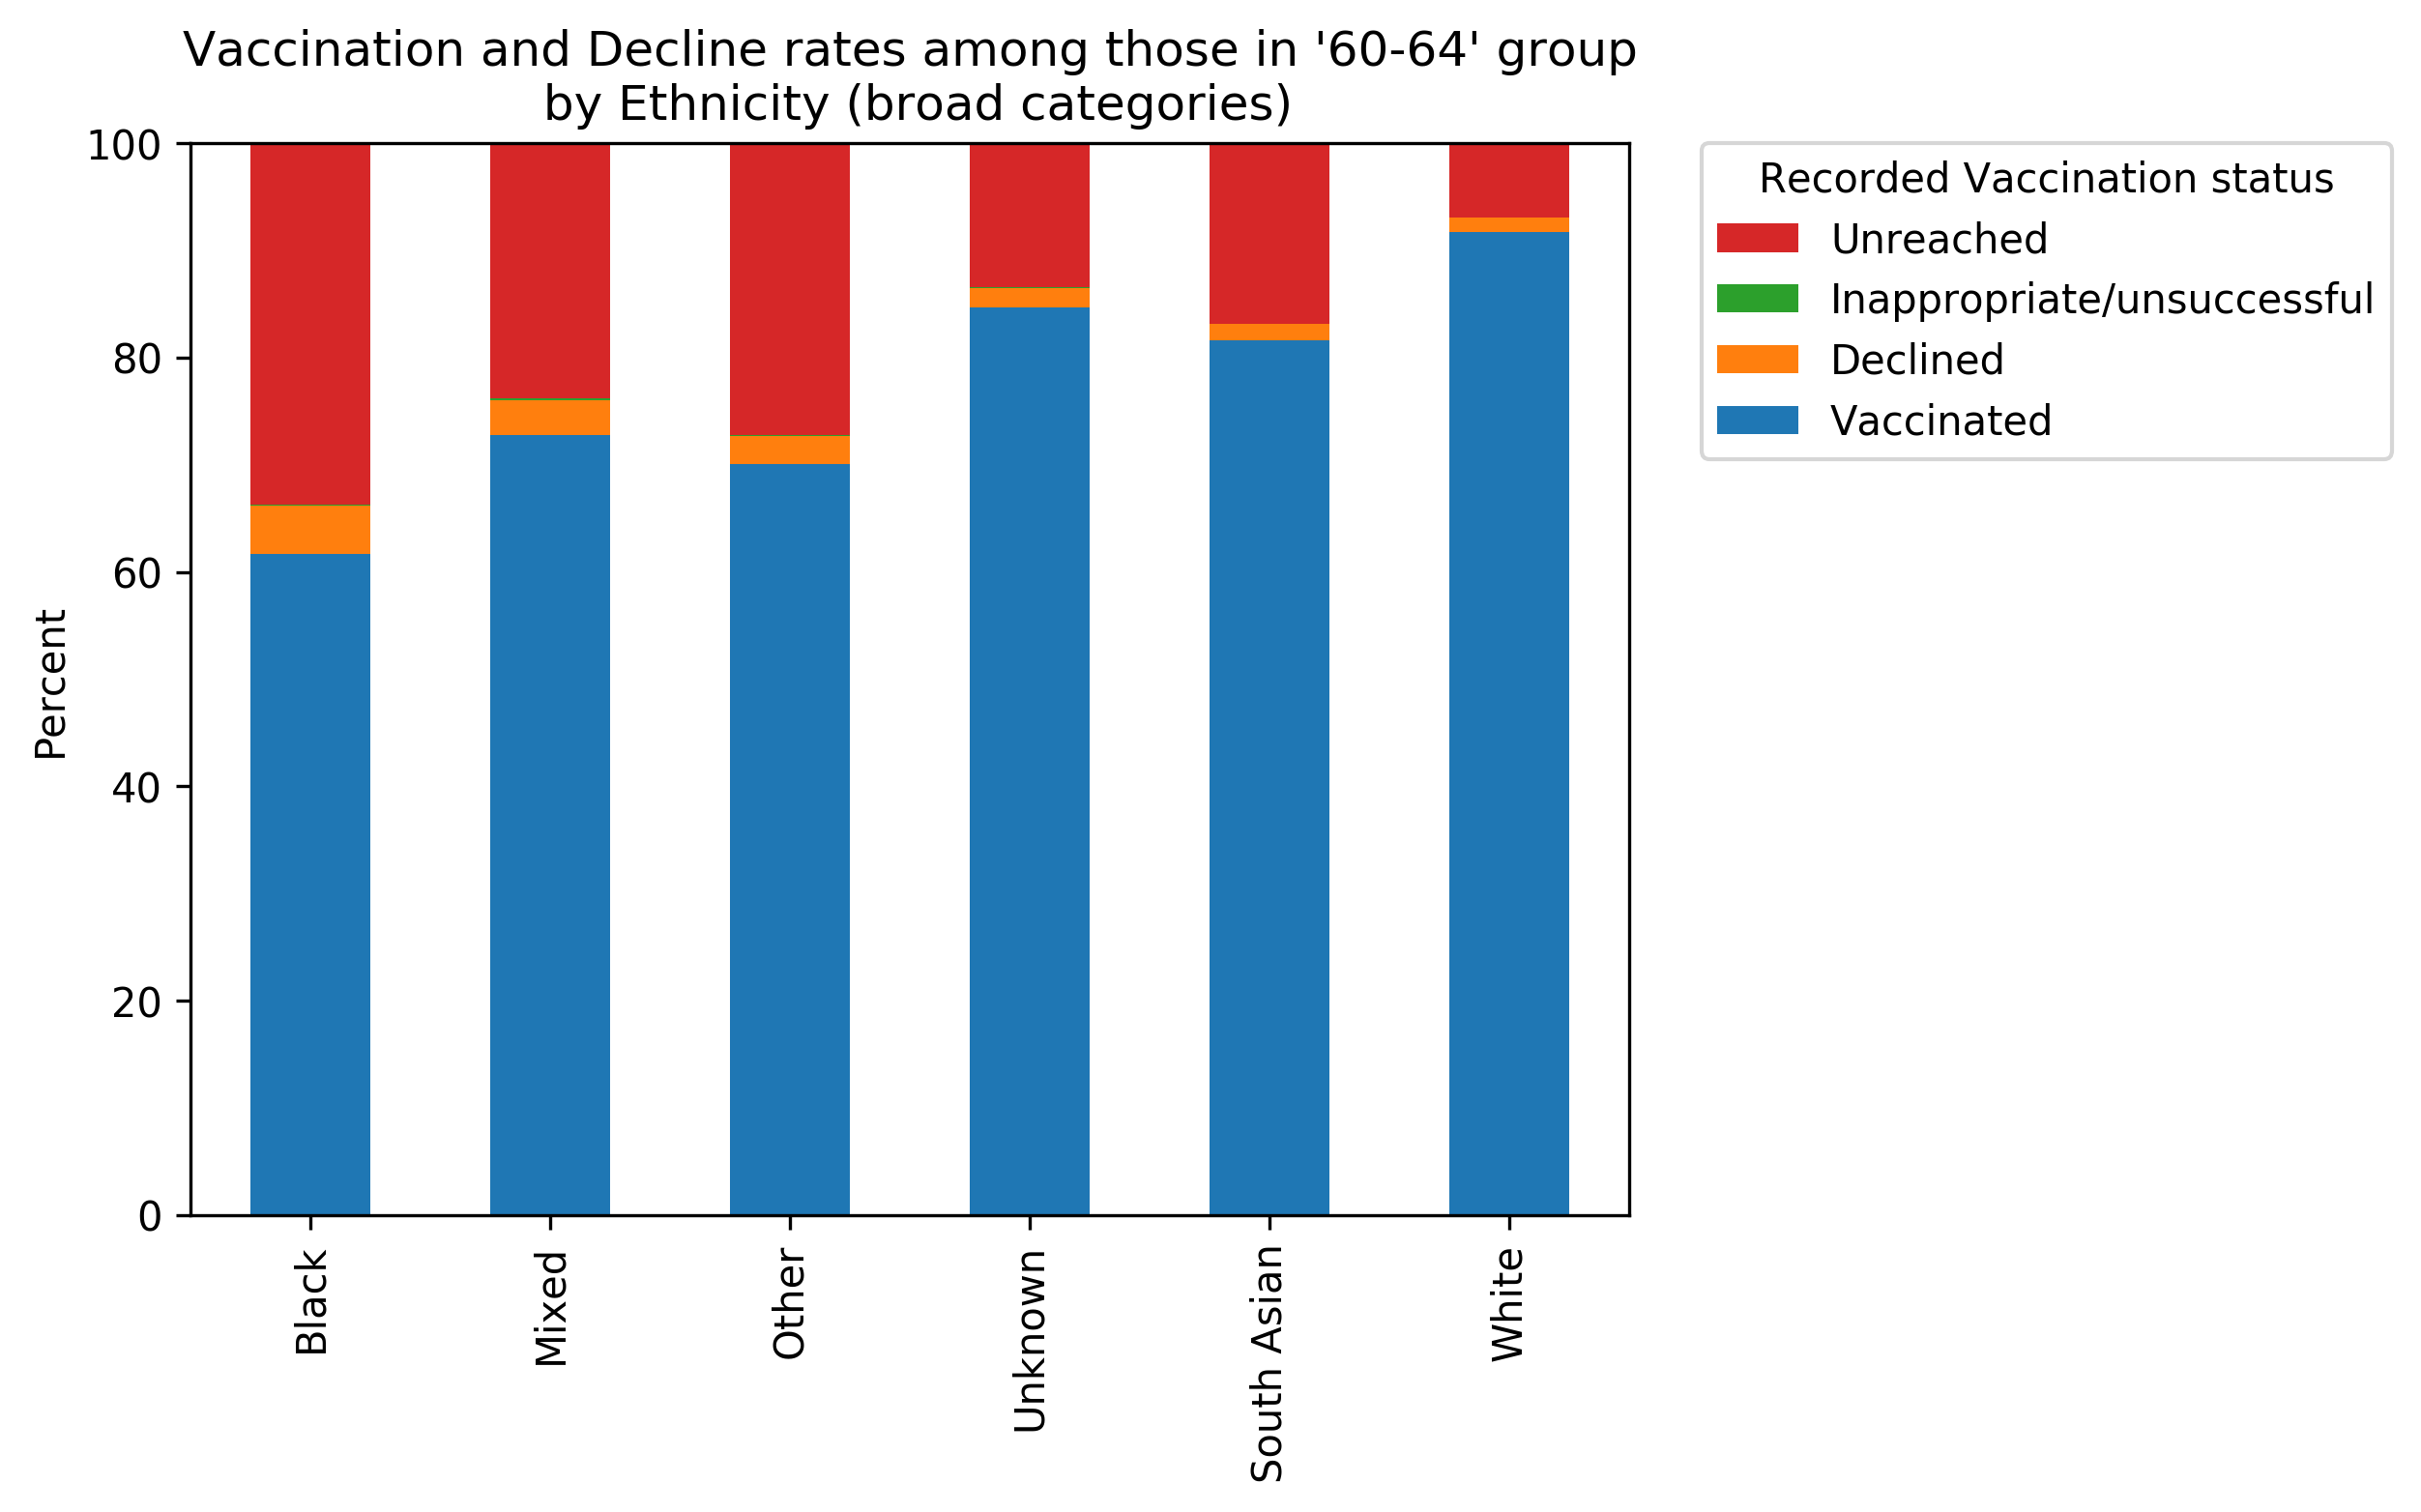 Vaccination and Decline rates among those in '60-64' group
by Ethnicity (broad categories)
Percent
100
80
60
40
20
0
Black
Mixed
Other
Unknown
South Asian
White
Recorded Vaccination status
Unreached
Inappropriate/unsuccessful
Declined
Vaccinated